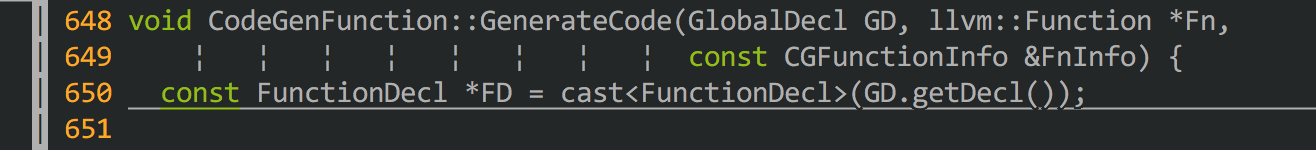 648 void CodeGenFunction::GenerateCode(GlobalDecl GD, llvm::Function *Fn,
649 ¦ ¦ ¦ ¦ ¦ ¦ ¦ ¦ const CGFunctionInfo &FnInfo) {
650 const FunctionDecl *FD = cast<FunctionDecl>(GD.getDecl());
651